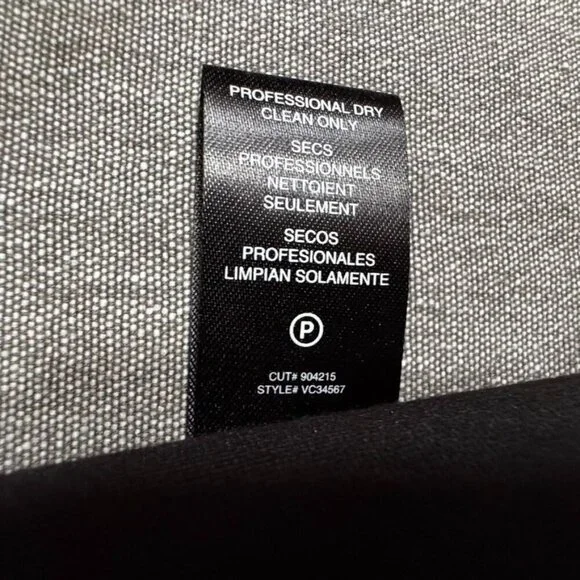 PROFESSIONAL DRY
CLEAN ONLY
SECS
PROFESSIONNELS
NETTOIENT
SEULEMENT
SECOS
PROFESIONALES
LIMPIAN SOLAMENTE
P
CUT# 904215
STYLE# VC34567